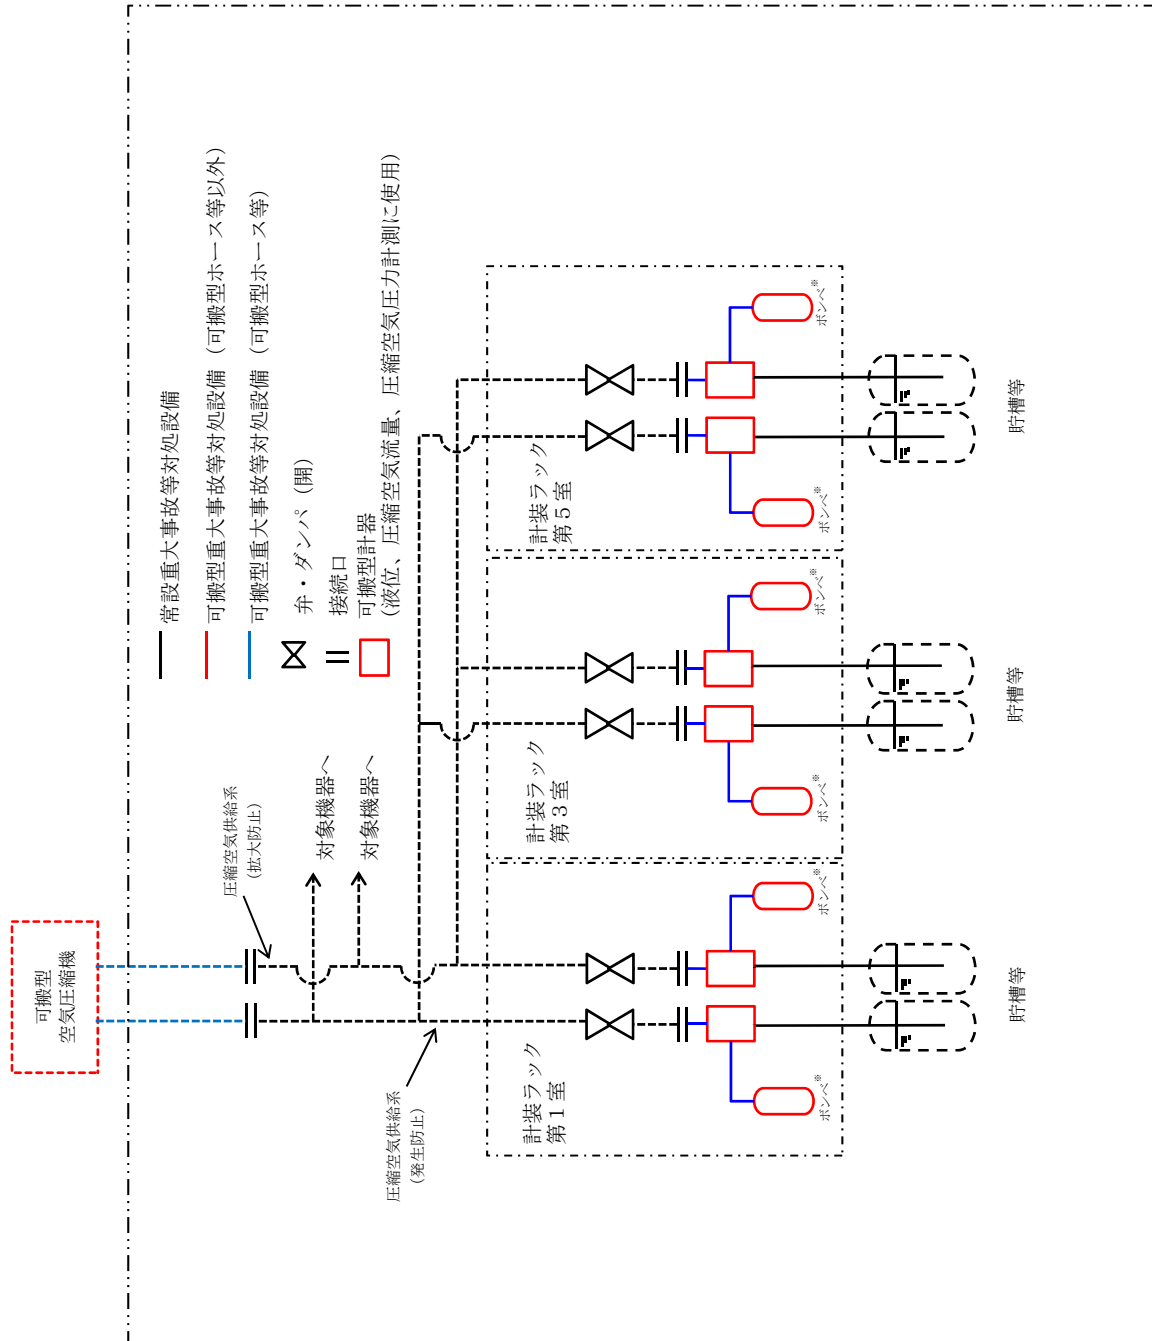 可搬型
空気圧縮機
圧縮空気供給系
(拡大防止)
圧縮空気供給系
(発生防止)
対象機器へ
対象機器へ
常設重大事故等対処設備
可搬型重大事故等対処設備（可搬型ホース等以外）
可搬型重大事故等対処設備（可搬型ホース等）
弁・ダンパ（開）
接続口
可搬型計器
(液位、圧縮空気流量、圧縮空気圧力計測に使用)
計装ラック
第１室
計装ラック
第３室
計装ラック
第５室
ボンベ※
ボンベ※
ボンベ※
ボンベ※
ボンベ※
ボンベ※
貯槽等
貯槽等
貯槽等